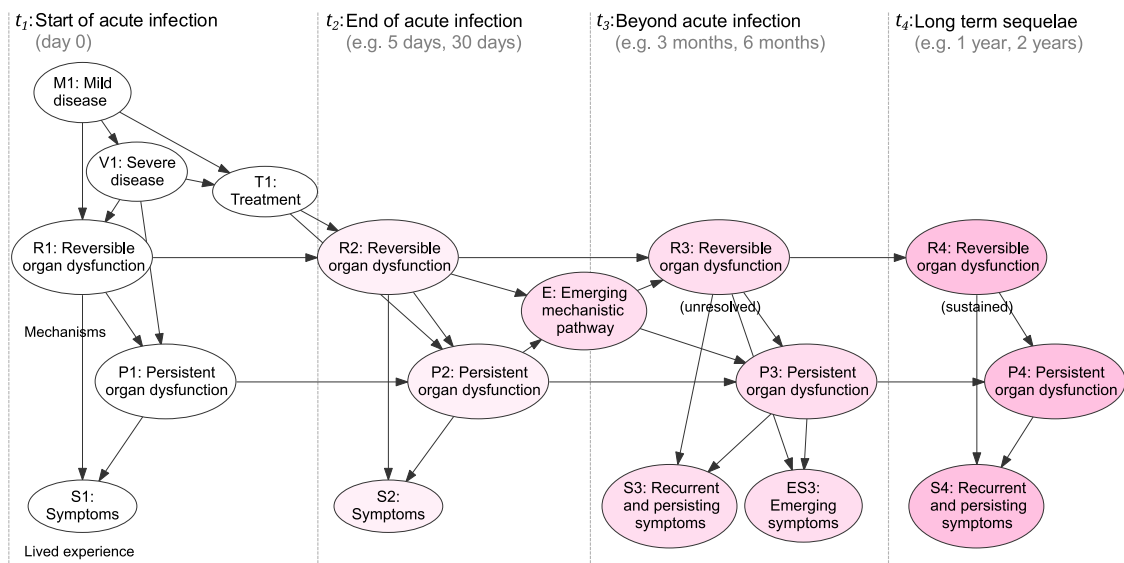 t1:Start of acute infection
(day 0)
t2:End of acute infection
(e.g. 5 days, 30 days)
t3:Beyond acute infection
(e.g. 3 months, 6 months)
t4:Long term sequelae
(e.g. 1 year, 2 years)
M1: Mild
disease
V1: Severe
disease
T1:
Treatment
R1: Reversible
organ dysfunction
R2: Reversible
organ dysfunction
R3: Reversible
organ dysfunction
R4: Reversible
organ dysfunction
E: Emerging
mechanistic
pathway
(unresolved)
(sustained)
Mechanisms
P1: Persistent
organ dysfunction
P2: Persistent
organ dysfunction
P3: Persistent
organ dysfunction
P4: Persistent
organ dysfunction
S1:
Symptoms
S2:
Symptoms
S3: Recurrent
and persisting
symptoms
ES3:
Emerging
symptoms
S4: Recurrent
and persisting
symptoms
Lived experience